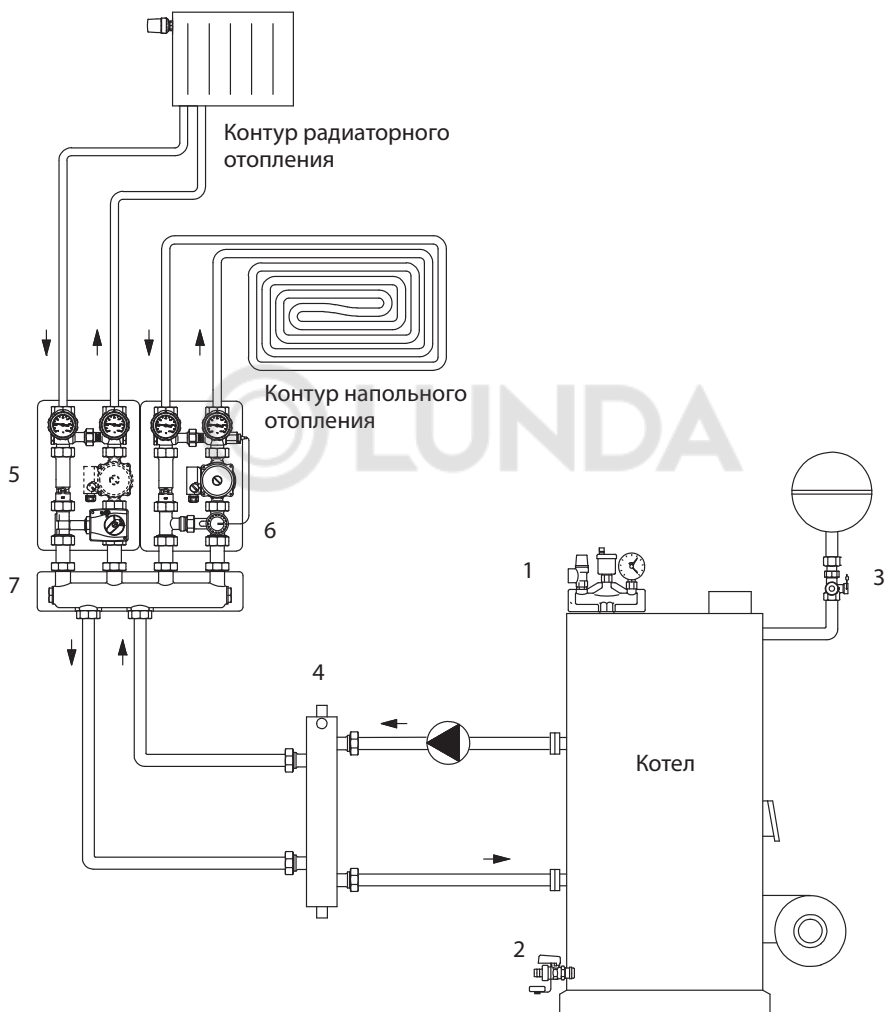 Контур радиаторного
отопления
Контур напольного
отопления
LUNDA
5
6
7
1
3
4
Котел
2